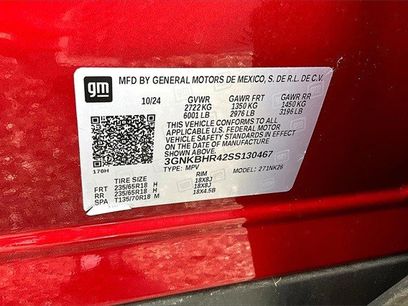 gm
MFD BY GENERAL MOTORS DE MEXICO, S. DE R.L. DE C.V.
10/24 GVWR GAWR FRT GAWR RR
2722 KG 1350 KG 1450 KG
6001 LB 2976 LB 3196 LB
THIS VEHICLE CONFORMS TO ALL
APPLICABLE U.S. FEDERAL MOTOR
VEHICLE SAFETY STANDARDS IN
EFFECT ON THE DATE OF
MANUFACTURE SHOWN ABOVE.
3GNKBHR42SS130467
170H TYPE: MPV MODEL: 271NK26
TIRE SIZE RIM
FRT 235/65R18 H 18X8J
RR 235/65R18 H 18X8J
SPA T135/70R18 M 18X4.5B